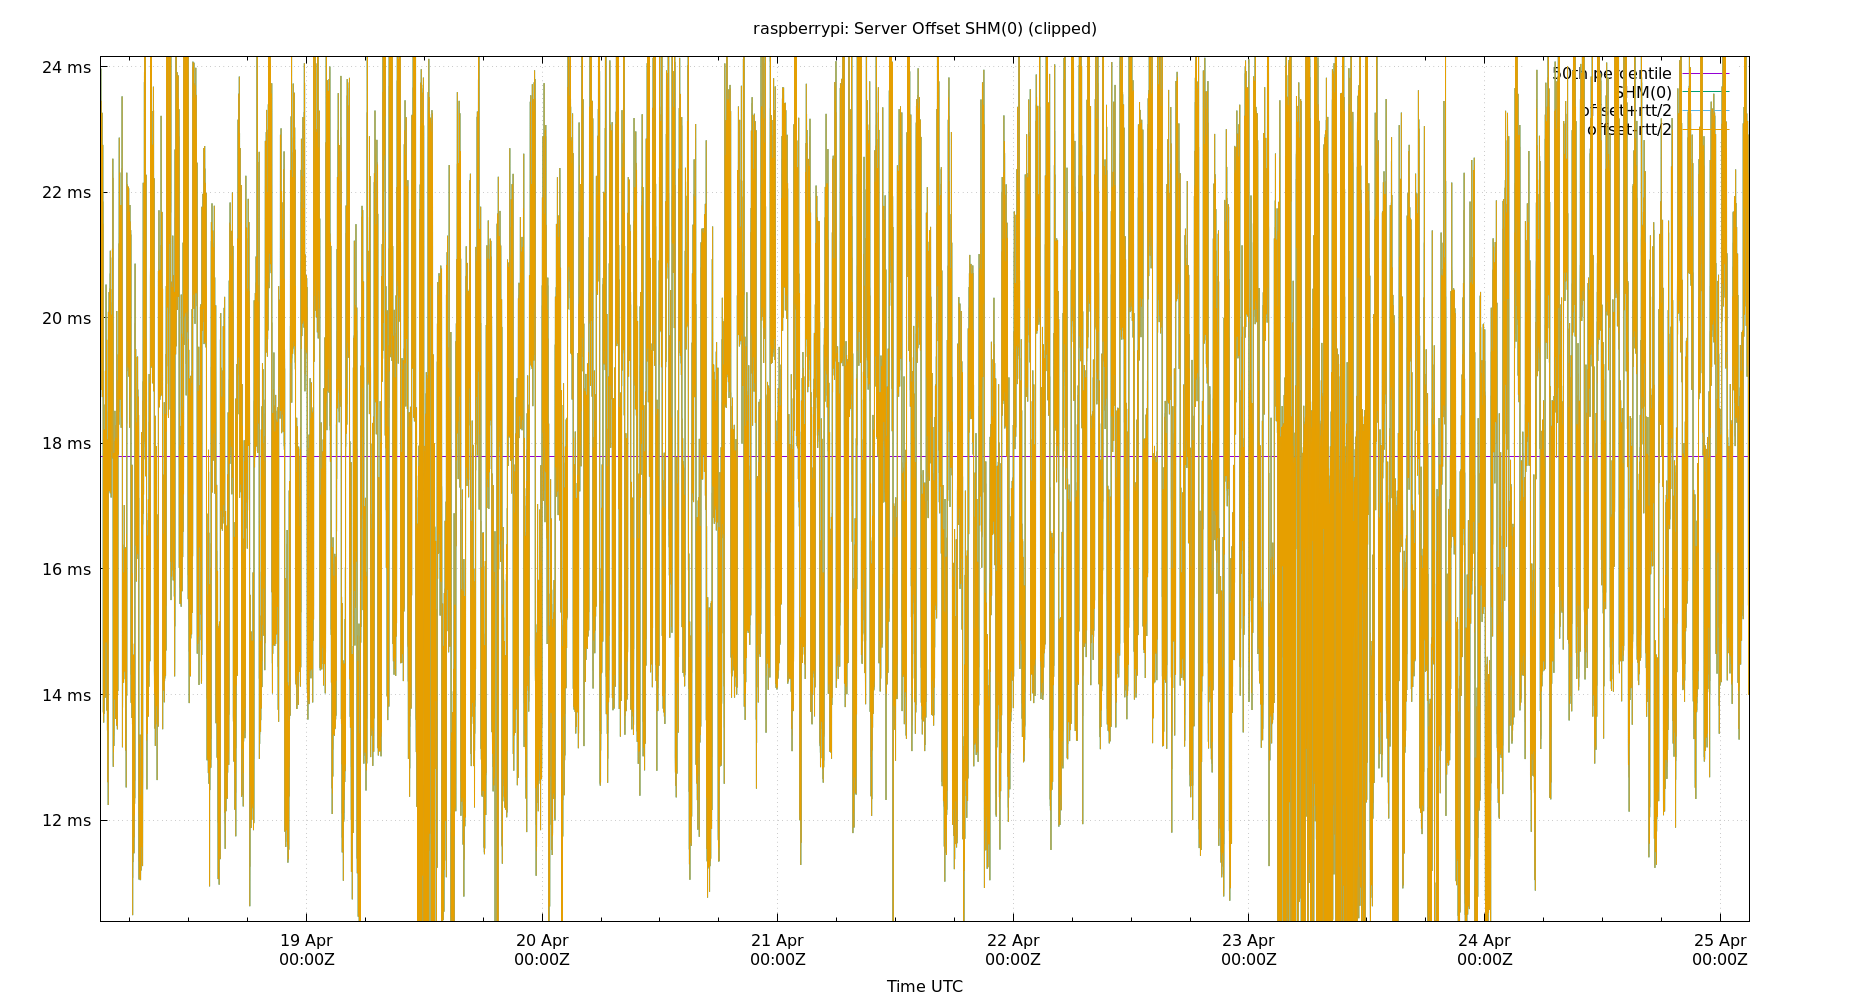 raspberrypi: Server Offset SHM(0) (clipped)
24 ms
22 ms
20 ms
18 ms
16 ms
14 ms
12 ms
50th percentile
SHM(0)
offset+rtt/2
offset-rtt/2
19 Apr 20 Apr 21 Apr 22 Apr 23 Apr 24 Apr 25 Apr
00:00Z 00:00Z 00:00Z 00:00Z 00:00Z 00:00Z 00:00Z
Time UTC